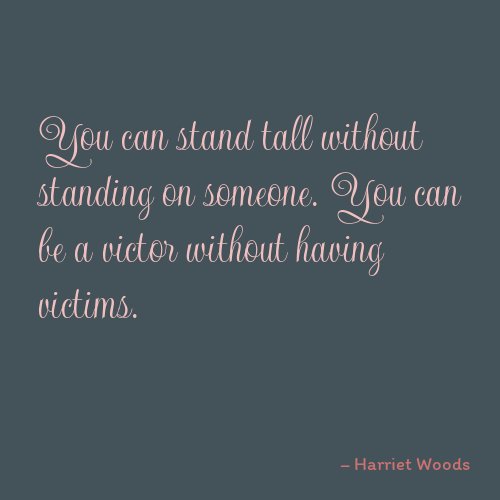 You can stand tall without
standing on someone. You can
be a victor without having
victims.
– Harriet Woods